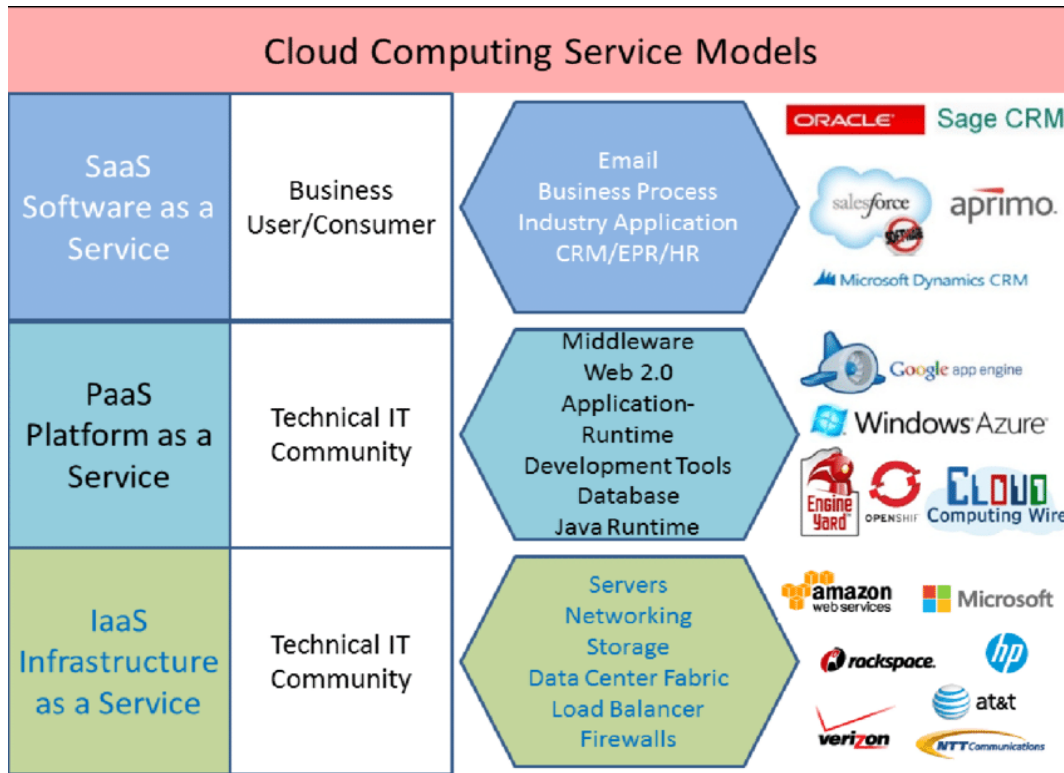 Cloud Computing Service Models
SaaS
Software as a
Service
Business
User/Consumer
Email
Business Process
Industry Application
CRM/EPR/HR
ORACLE
Sage CRM
salesforce
SOFTWARE
aprimo.
Microsoft Dynamics CRM
PaaS
Platform as a
Service
Technical IT
Community
Middleware
Web 2.0
Application-
Runtime
Development Tools
Database
Java Runtime
Google app engine
Windows Azure
Engine
Yard
OPENSHIF
CLOUD
Computing Wire
IaaS
Infrastructure
as a Service
Technical IT
Community
Servers
Networking
Storage
Data Center Fabric
Load Balancer
Firewalls
amazon
web services
Microsoft
rackspace.
hp
at&t
verizon
NTT Communications